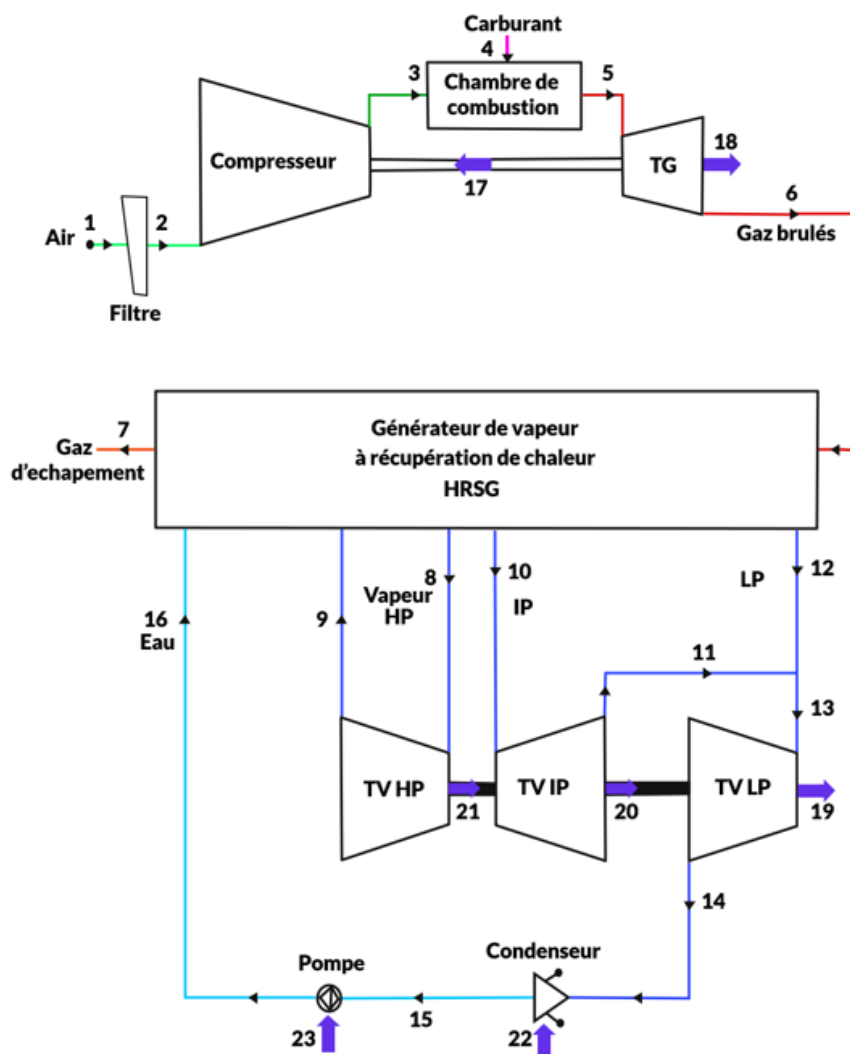 Carburant
4
3
Chambre de
combustion
5
Compresseur
17
TG
18
6
Gaz brulés
1
2
Air
Filtre
7
Gaz
d'echapement
Générateur de vapeur
à récupération de chaleur
HRSG
8
Vapeur
HP
10
IP
LP
12
16
Eau
9
11
13
TV HP
21
TV IP
20
TV LP
19
14
Pompe
Condenseur
15
23
22